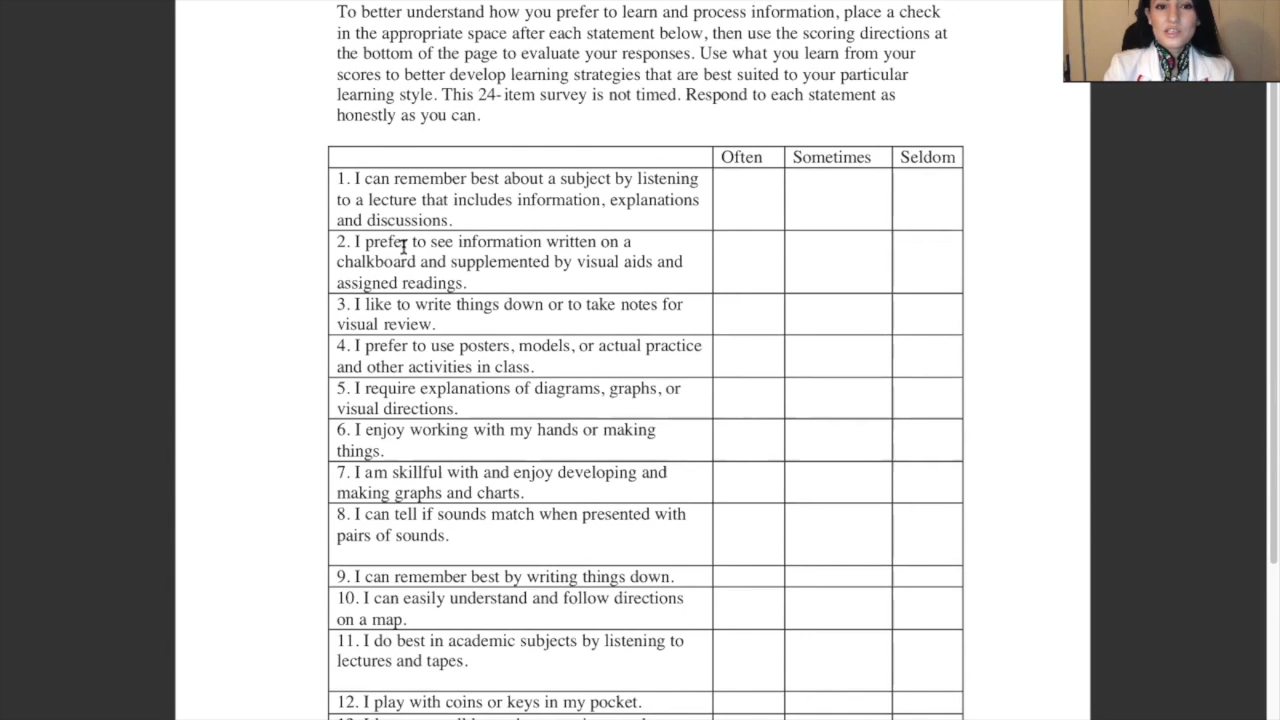 To better understand how you prefer to learn and process information, place a check
in the appropriate space after each statement below, then use the scoring directions at
the bottom of the page to evaluate your responses. Use what you learn from your
scores to better develop learning strategies that are best suited to your particular
learning style. This 24-item survey is not timed. Respond to each statement as
honestly as you can.
Often Sometimes Seldom
1. I can remember best about a subject by listening
to a lecture that includes information, explanations
and discussions.
2. I prefer to see information written on a
chalkboard and supplemented by visual aids and
assigned readings.
3. I like to write things down or to take notes for
visual review.
4. I prefer to use posters, models, or actual practice
and other activities in class.
5. I require explanations of diagrams, graphs, or
visual directions.
6. I enjoy working with my hands or making
things.
7. I am skillful with and enjoy developing and
making graphs and charts.
8. I can tell if sounds match when presented with
pairs of sounds.
9. I can remember best by writing things down.
10. I can easily understand and follow directions
on a map.
11. I do best in academic subjects by listening to
lectures and tapes.
12. I play with coins or keys in my pocket.